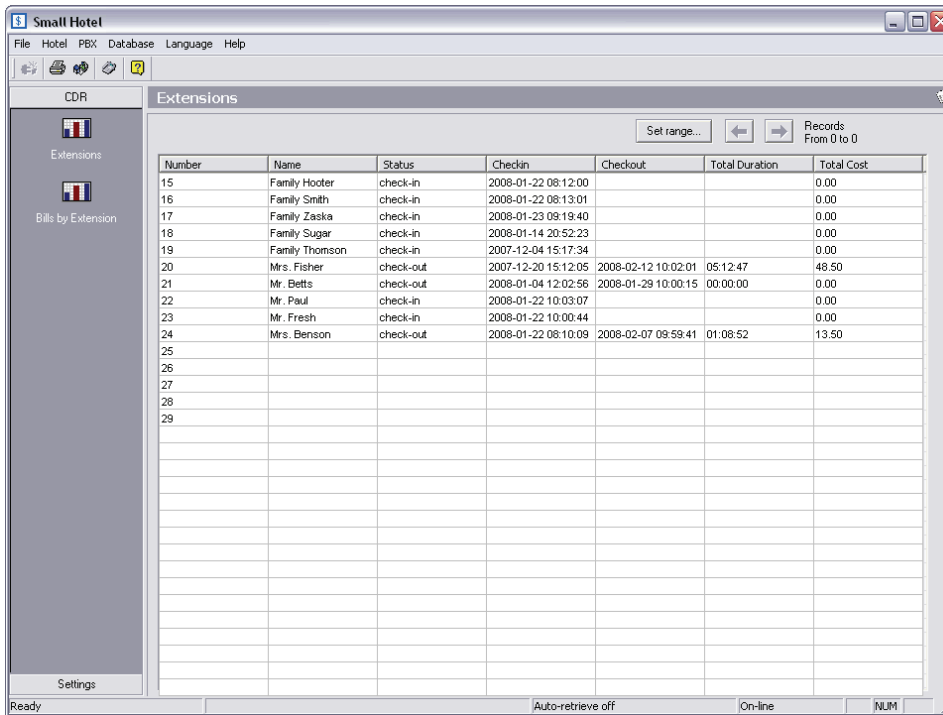 Small Hotel
File Hotel PBX Database Language Help
CDR
Extensions
Set range...
Records
From 0 to 0
Extensions
Bills by Extension
Number Name Status Checkin Checkout Total Duration Total Cost
15 Family Hooter check-in 2008-01-22 08:12:00 0.00
16 Family Smith check-in 2008-01-22 08:13:01 0.00
17 Family Zaska check-in 2008-01-23 09:19:40 0.00
18 Family Sugar check-in 2008-01-14 20:52:23 0.00
19 Family Thomson check-in 2007-12-04 15:17:34 0.00
20 Mrs. Fisher check-out 2007-12-20 15:12:05 2008-02-12 10:02:01 05:12:47 48.50
21 Mr. Betts check-out 2008-01-04 12:02:56 2008-01-29 10:00:15 00:00:00 0.00
22 Mr. Paul check-in 2008-01-22 10:03:07 0.00
23 Mr. Fresh check-in 2008-01-22 10:00:44 0.00
24 Mrs. Benson check-out 2008-01-22 08:10:09 2008-02-07 09:59:41 01:08:52 13.50
25
26
27
28
29
Settings
Ready Auto-retrieve off On-line NUM